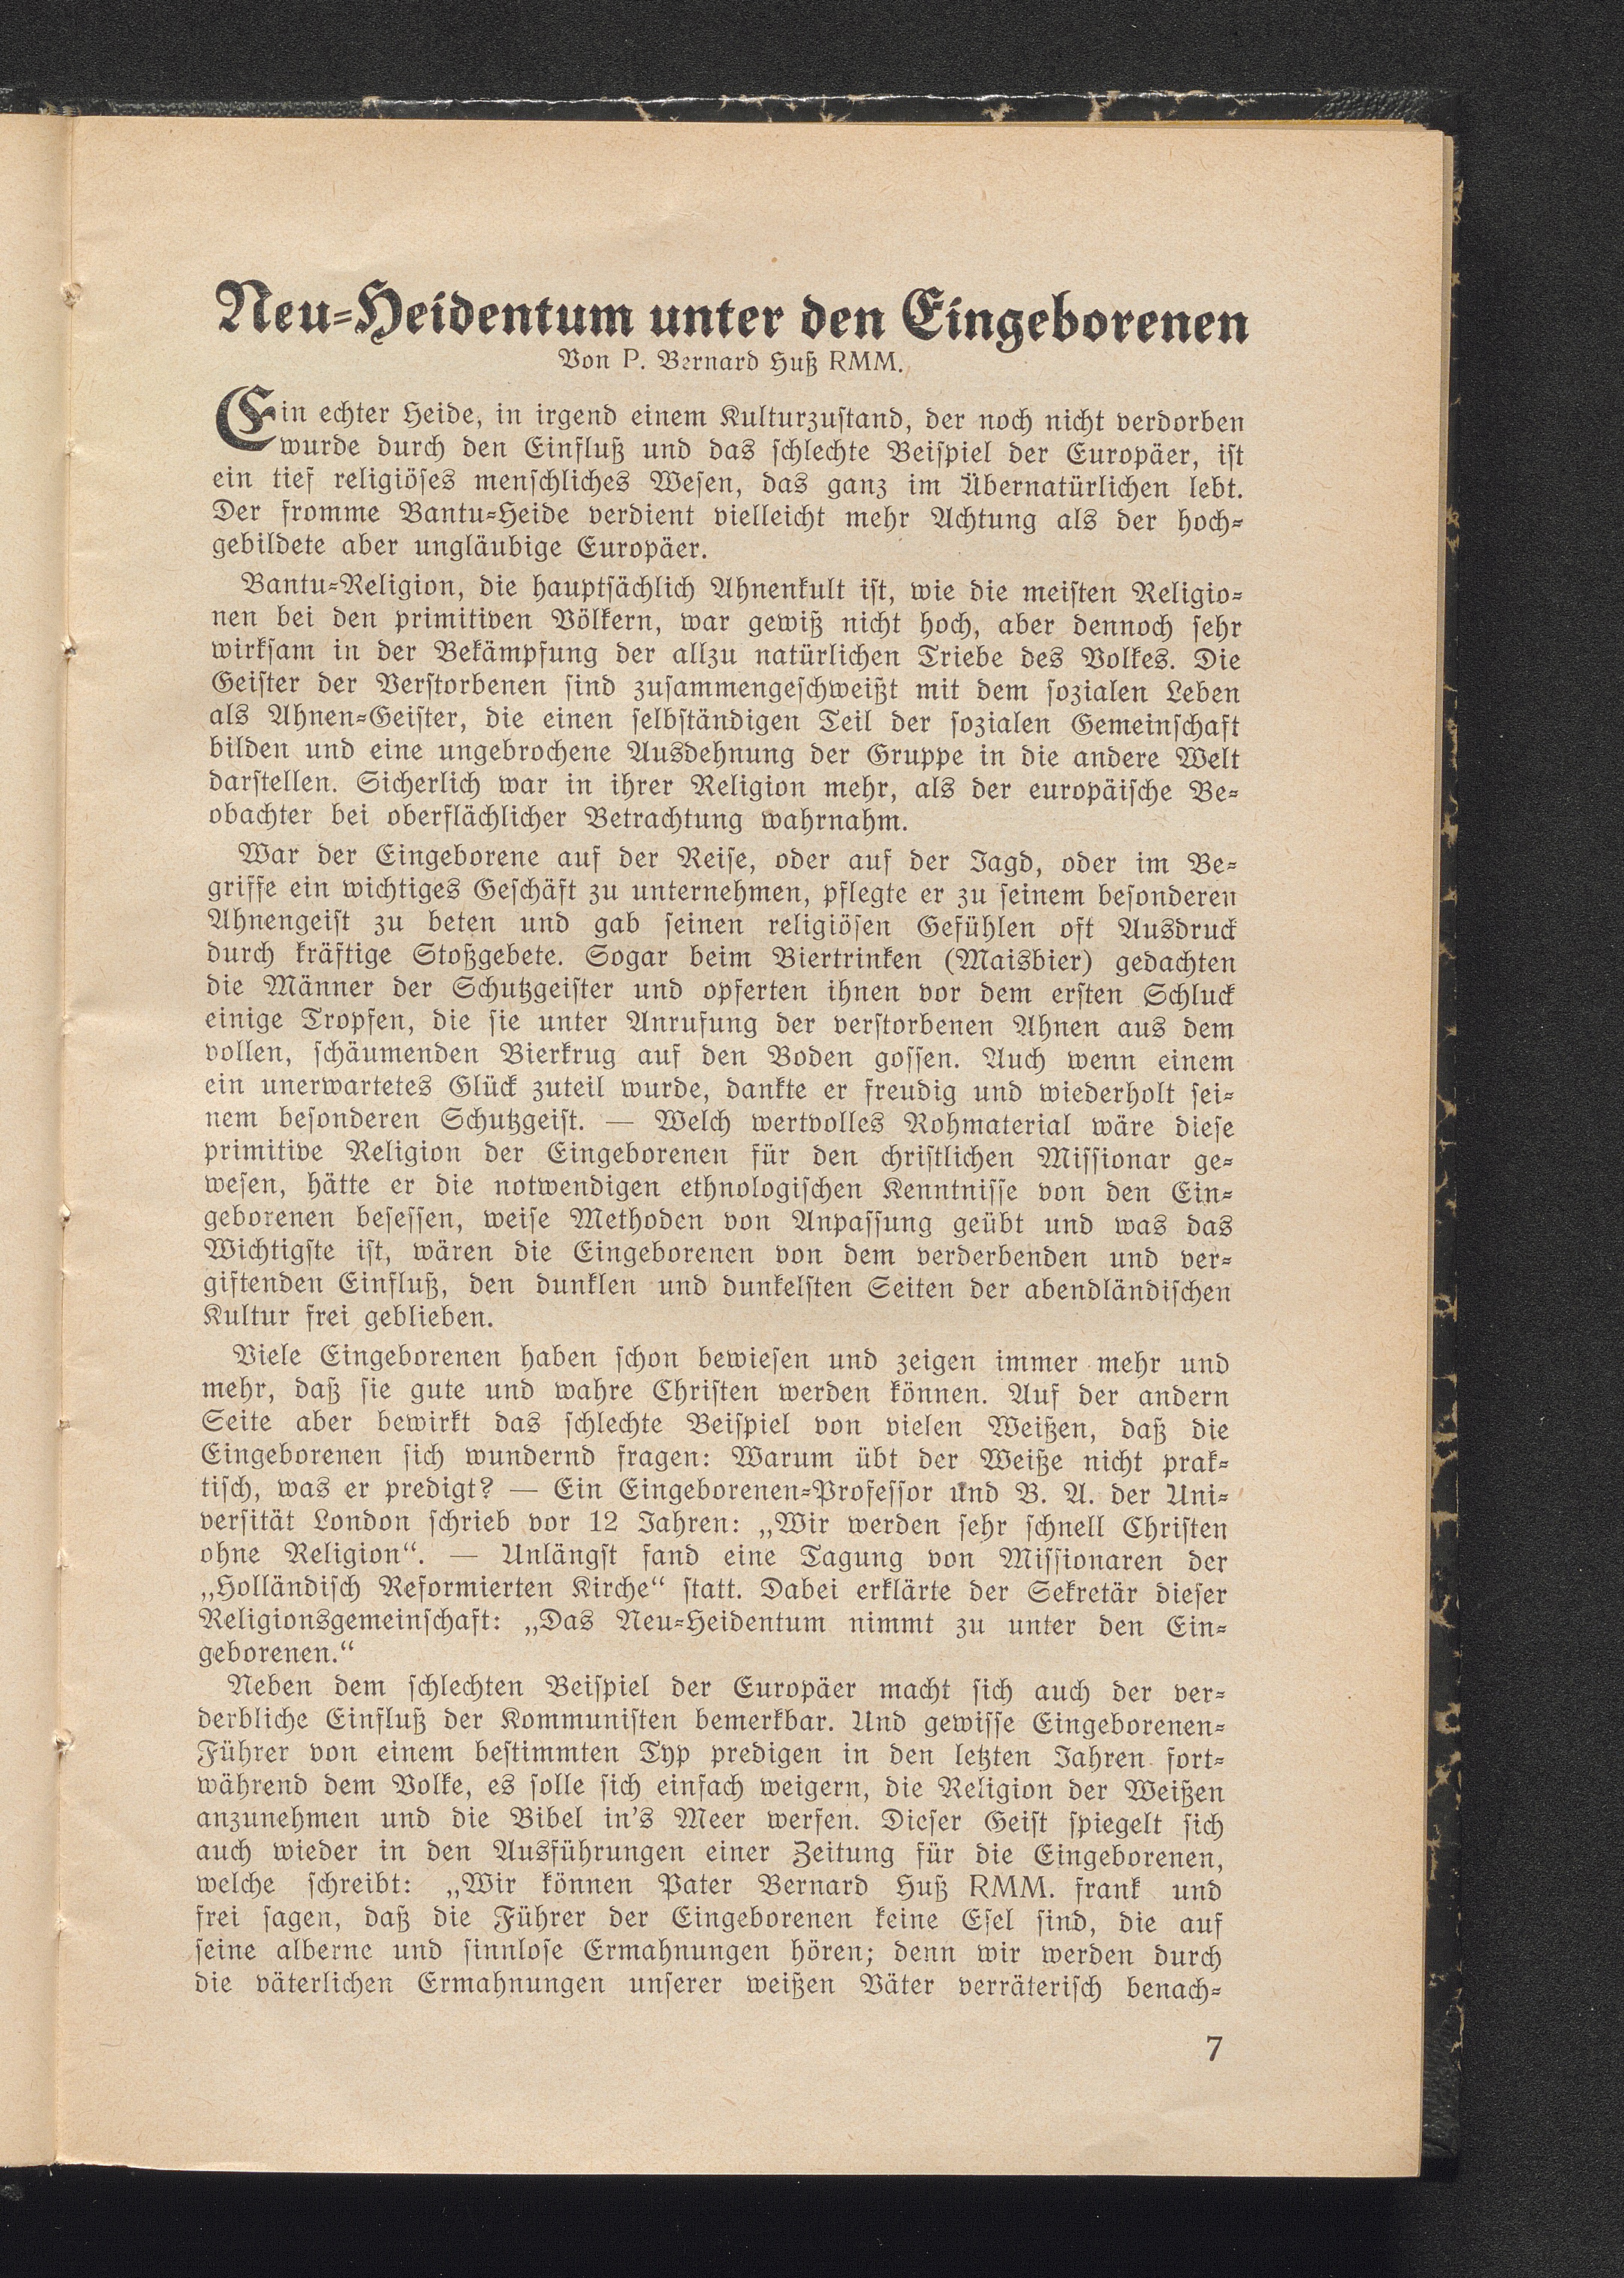 Neu-Heidentum unter den Eingeborenen
Von P. Bernard Huß RMM.
Ein echter Heide, in irgend einem Kulturzustand, der noch nicht verdorben
wurde durch den Einfluß und das schlechte Beispiel der Europäer, ist
ein tief religiöses menschliches Wesen, das ganz im Übernatürlichen lebt.
Der fromme Bantu-Heide verdient vielleicht mehr Achtung als der hoch-
gebildete aber ungläubige Europäer.
Bantu-Religion, die hauptsächlich Ahnenkult ist, wie die meisten Religio-
nen bei den primitiven Völkern, war gewiß nicht hoch, aber dennoch sehr
wirksam in der Bekämpfung der allzu natürlichen Triebe des Volkes. Die
Geister der Verstorbenen sind zusammengeschweißt mit dem sozialen Leben
als Ahnen-Geister, die einen selbständigen Teil der sozialen Gemeinschaft
bilden und eine ungebrochene Ausdehnung der Gruppe in die andere Welt
darstellen. Sicherlich war in ihrer Religion mehr, als der europäische Be-
obachter bei oberflächlicher Betrachtung wahrnahm.
War der Eingeborene auf der Reise, oder auf der Jagd, oder im Be-
griffe ein wichtiges Geschäft zu unternehmen, pflegte er zu seinem besonderen
Ahnengeist zu beten und gab seinen religiösen Gefühlen oft Ausdruck
durch kräftige Stoßgebete. Sogar beim Biertrinken (Maisbier) gedachten
die Männer der Schutzgeister und opferten ihnen vor dem ersten Schluck
einige Tropfen, die sie unter Anrufung der verstorbenen Ahnen aus dem
vollen, schäumenden Bierkrug auf den Boden gossen. Auch wenn einem
ein unerwartetes Glück zuteil wurde, dankte er freudig und wiederholt sei-
nem besonderen Schutzgeist. — Welch wertvolles Rohmaterial wäre diese
primitive Religion der Eingeborenen für den christlichen Missionar ge-
wesen, hätte er die notwendigen ethnologischen Kenntnisse von den Ein-
geborenen besessen, weise Methoden von Anpassung geübt und was das
Wichtigste ist, wären die Eingeborenen von dem verderbenden und ver-
giftenden Einfluß, den dunklen und dunkelsten Seiten der abendländischen
Kultur frei geblieben.
Viele Eingeborenen haben schon bewiesen und zeigen immer mehr und
mehr, daß sie gute und wahre Christen werden können. Auf der andern
Seite aber bewirkt das schlechte Beispiel von vielen Weißen, daß die
Eingeborenen sich wundernd fragen: Warum übt der Weiße nicht prak-
tisch, was er predigt? — Ein Eingeborenen-Professor und B. A. der Uni-
versität London schrieb vor 12 Jahren: „Wir werden sehr schnell Christen
ohne Religion“. — Unlängst fand eine Tagung von Missionaren der
„Holländisch Reformierten Kirche“ statt. Dabei erklärte der Sekretär dieser
Religionsgemeinschaft: „Das Neu-Heidentum nimmt zu unter den Ein-
geborenen.“
Neben dem schlechten Beispiel der Europäer macht sich auch der ver-
derbliche Einfluß der Kommunisten bemerkbar. Und gewisse Eingeborenen-
Führer von einem bestimmten Typ predigen in den letzten Jahren fort-
während dem Volke, es solle sich einfach weigern, die Religion der Weißen
anzunehmen und die Bibel in's Meer werfen. Dieser Geist spiegelt sich
auch wieder in den Ausführungen einer Zeitung für die Eingeborenen,
welche schreibt: „Wir können Pater Bernard Huß RMM. frank und
frei sagen, daß die Führer der Eingeborenen keine Esel sind, die auf
seine alberne und sinnlose Ermahnungen hören; denn wir werden durch
die väterlichen Ermahnungen unserer weißen Väter verräterisch benach-
7